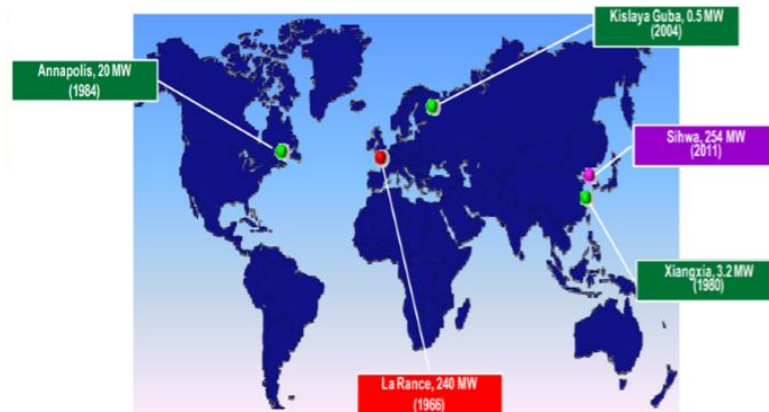 Kislaya Guba, 0.5 MW
(2004)
Annapolis, 20 MW
(1984)
Sihwa, 254 MW
(2011)
Xiangxia, 3.2 MW
(1980)
La Rance, 240 MW
(1966)